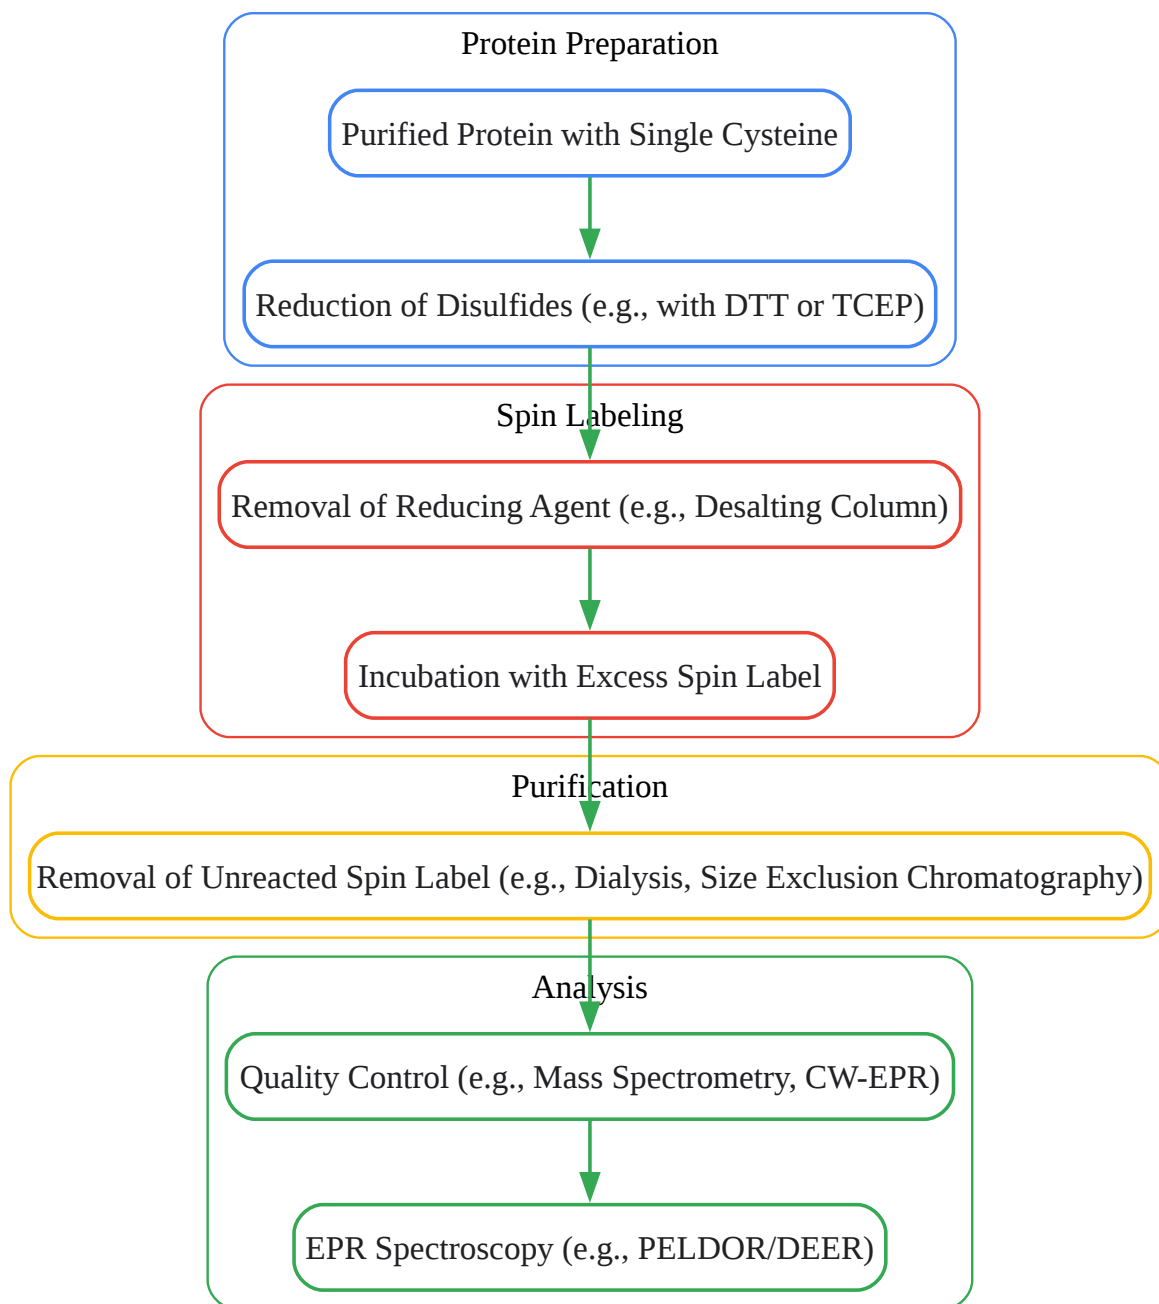 Protein Preparation
Purified Protein with Single Cysteine
Reduction of Disulfides (e.g., with DTT or TCEP)
Spin Labeling
Removal of Reducing Agent (e.g., Desalting Column)
Incubation with Excess Spin Label
Purification
Removal of Unreacted Spin Label (e.g., Dialysis, Size Exclusion Chromatography)
Analysis
Quality Control (e.g., Mass Spectrometry, CW-EPR)
EPR Spectroscopy (e.g., PELDOR/DEER)